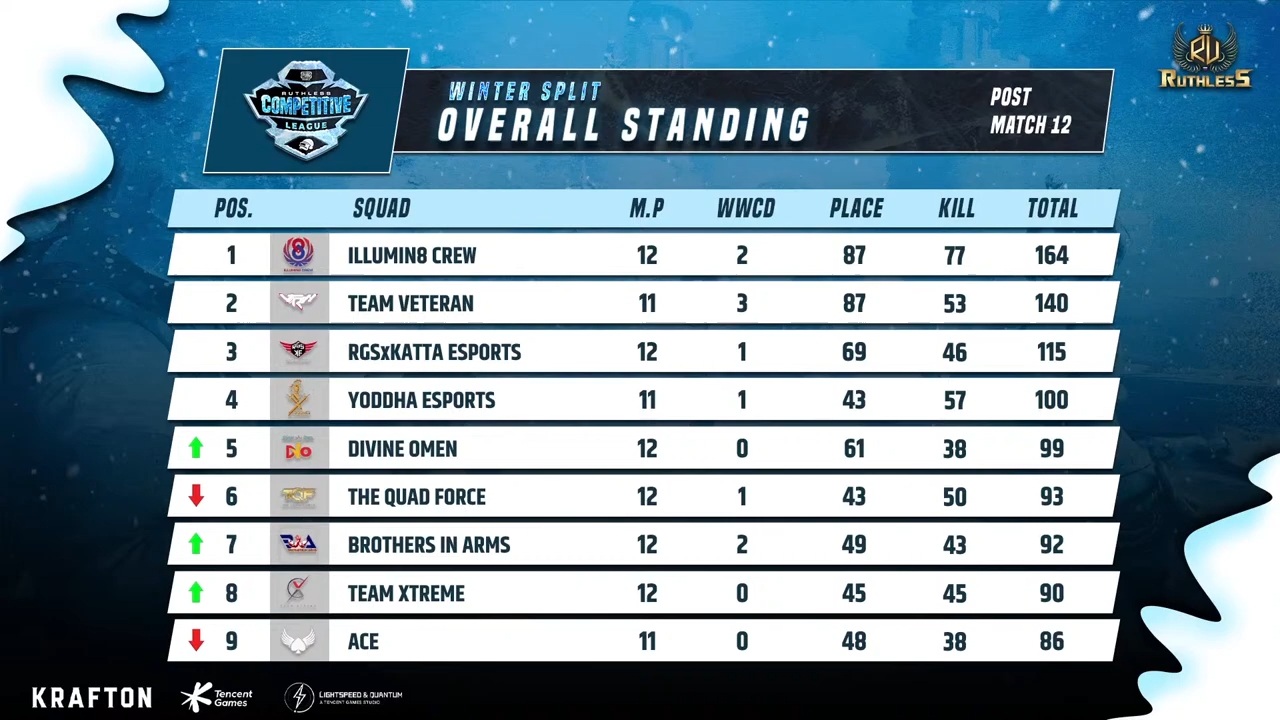 RUTHLESS
COMPETITIVE
LEAGUE
WINTER SPLIT
OVERALL STANDING
POST
MATCH 12
RU
RUTHLESS
POS. SQUAD M.P WWCD PLACE KILL TOTAL
1 ILLUMIN8 CREW 12 2 87 77 164
2 TEAM VETERAN 11 3 87 53 140
3 RGSxKATTA ESPORTS 12 1 69 46 115
4 YODDHA ESPORTS 11 1 43 57 100
5 DIVINE OMEN 12 0 61 38 99
6 THE QUAD FORCE 12 1 43 50 93
7 BROTHERS IN ARMS 12 2 49 43 92
8 TEAM XTREME 12 0 45 45 90
9 ACE 11 0 48 38 86
KRAFTON
Tencent
Games
LIGHTSPEED & QUANTUM
A TENCENT GAMES STUDIO